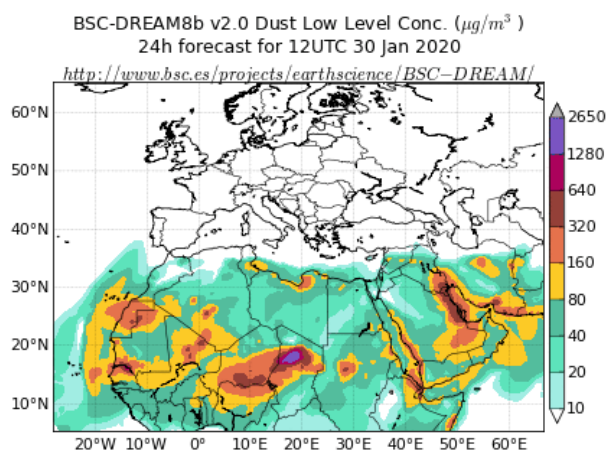 BSC-DREAM8b v2.0 Dust Low Level Conc. (μg/m³ )
24h forecast for 12UTC 30 Jan 2020
http://www.bsc.es/projects/earthscience/BSC−DREAM/
60°N
50°N
40°N
30°N
20°N
10°N
20°W 10°W 0° 10°E 20°E 30°E 40°E 50°E 60°E
2650
1280
640
320
160
80
40
20
10